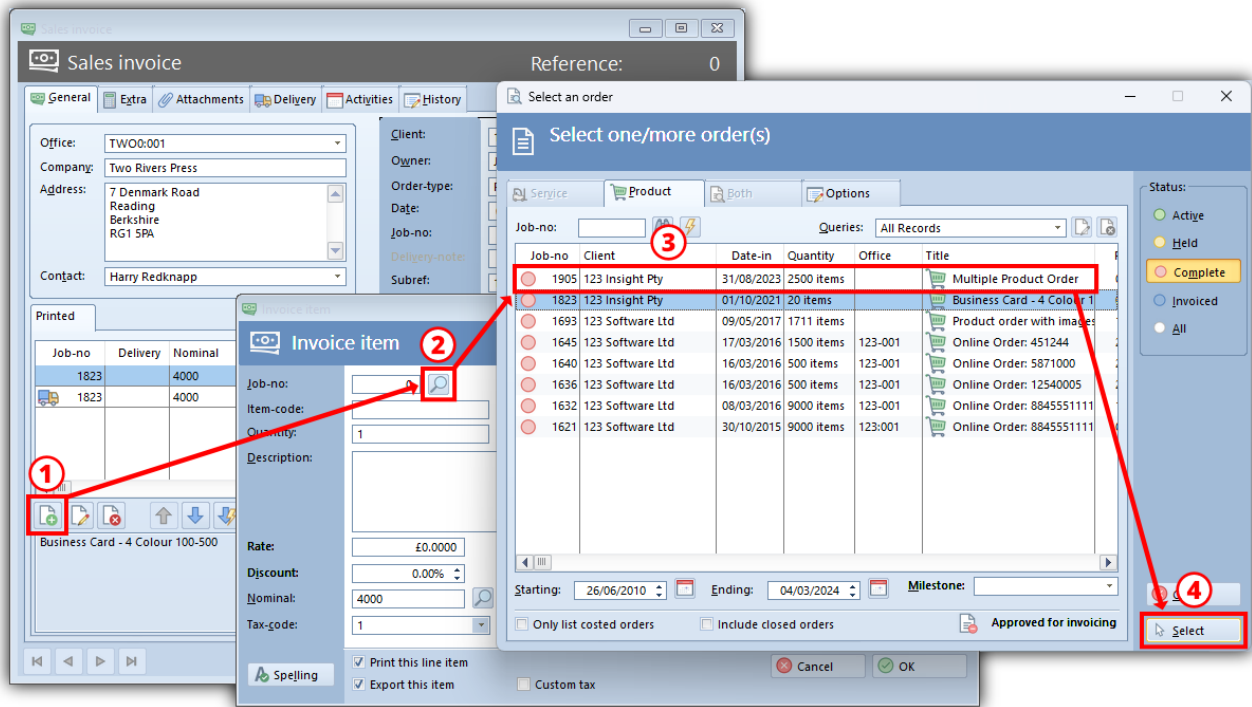 Sales invoice
Sales invoice
Reference: 0
General Extra Attachments Delivery Activities History
Office: TWO0:001
Company: Two Rivers Press
Address: 7 Denmark Road
Reading
Berkshire
RG1 5PA
Contact: Harry Redknapp
Client:
Owner:
Order-type:
Date:
Job-no:
Delivery-note:
Subref:
Printed
Job-no Delivery Nominal
1823 4000
1823 4000
1
Business Card - 4 Colour 100-500
Invoice item
Invoice item
2
Job-no: 0
Item-code:
Quantity: 1
Description:
Rate: £0.0000
Discount: 0.00%
Nominal: 4000
Tax-code: 1
Spelling
Print this line item
Export this item
Custom tax
Cancel
OK
Select an order
Select one/more order(s)
Service Product Both Options
Job-no:
3
Queries: All Records
Job-no Client Date-in Quantity Office Title
1905 123 Insight Pty 31/08/2023 2500 items Multiple Product Order
1823 123 Insight Pty 01/10/2021 20 items Business Card - 4 Colour 1
1693 123 Software Ltd 09/05/2017 1711 items Product order with images
1645 123 Software Ltd 17/03/2016 1500 items 123-001 Online Order: 451244
1640 123 Software Ltd 16/03/2016 500 items 123-001 Online Order: 5871000
1636 123 Software Ltd 16/03/2016 500 items 123-001 Online Order: 12540005
1632 123 Software Ltd 08/03/2016 9000 items 123-001 Online Order: 8845551111
1621 123 Software Ltd 30/10/2015 9000 items 123:001 Online Order: 8845551111
Starting: 26/06/2010 Ending: 04/03/2024 Milestone:
Only list costed orders
Include closed orders
Approved for invoicing
Status:
Active
Held
Complete
Invoiced
All
4
Select